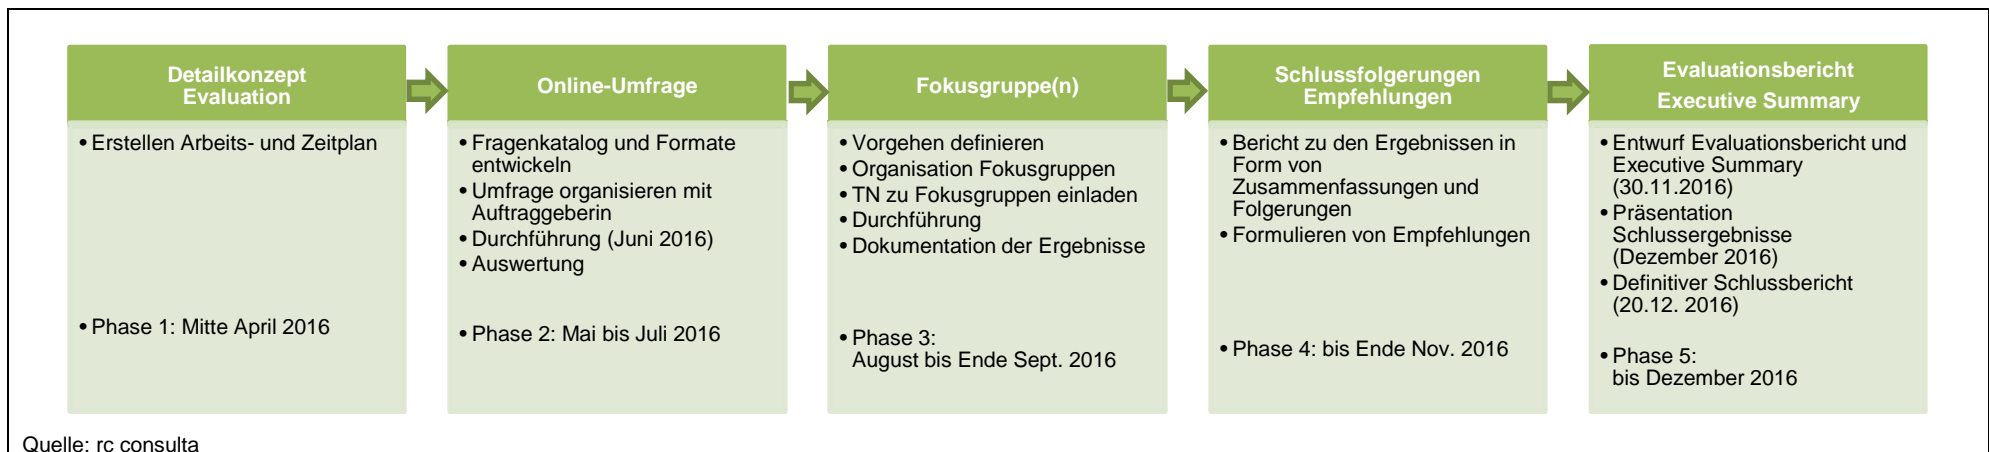 Detailkonzept
Evaluation
• Erstellen Arbeits- und Zeitplan
• Phase 1: Mitte April 2016
Online-Umfrage
• Fragenkatalog und Formate
entwickeln
• Umfrage organisieren mit
Auftraggeberin
• Durchführung (Juni 2016)
• Auswertung
• Phase 2: Mai bis Juli 2016
Fokusgruppe(n)
• Vorgehen definieren
• Organisation Fokusgruppen
• TN zu Fokusgruppen einladen
• Durchführung
• Dokumentation der Ergebnisse
• Phase 3:
August bis Ende Sept. 2016
Schlussfolgerungen
Empfehlungen
• Bericht zu den Ergebnissen in
Form von
Zusammenfassungen und
Folgerungen
• Formulieren von Empfehlungen
• Phase 4: bis Ende Nov. 2016
Evaluationsbericht
Executive Summary
• Entwurf Evaluationsbericht und
Executive Summary
(30.11.2016)
• Präsentation
Schlussergebnisse
(Dezember 2016)
• Definitiver Schlussbericht
(20.12. 2016)
• Phase 5:
bis Dezember 2016
Quelle: rc consulta